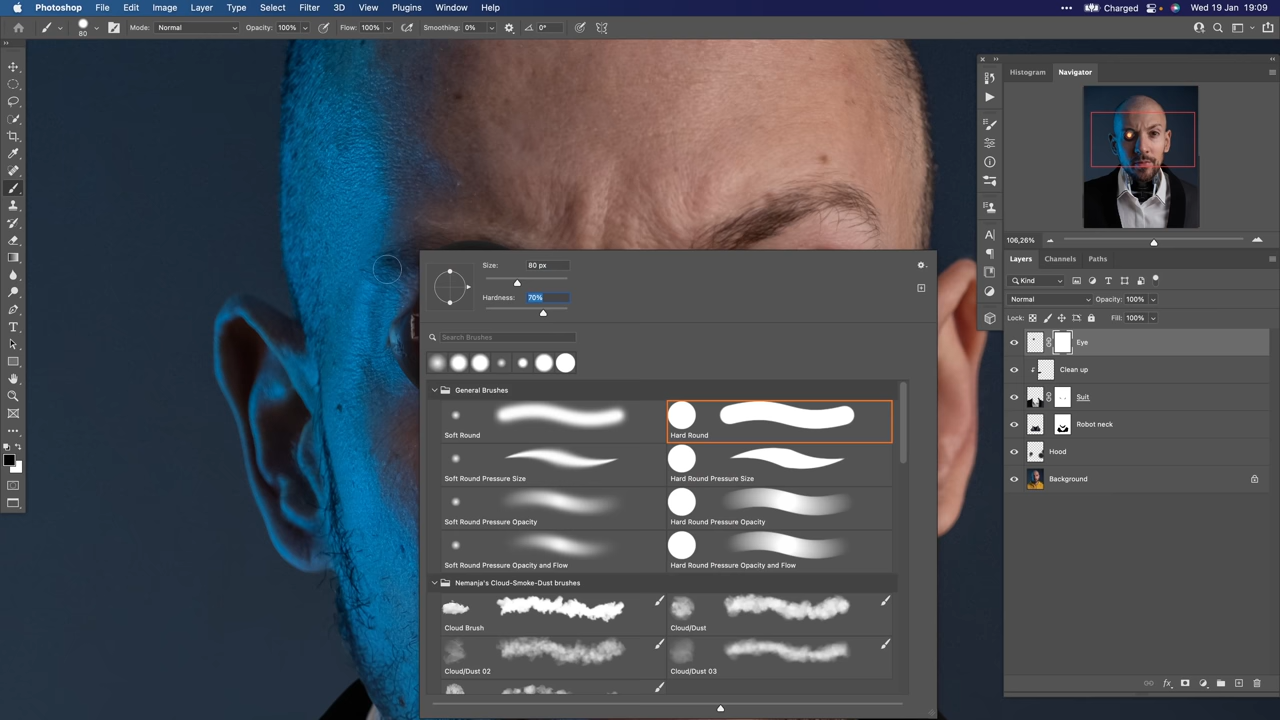 Photoshop File Edit Image Layer Type Select Filter 3D View Plugins Window Help ••• Charged Wed 19 Jan 19:09
80 Mode: Normal Opacity: 100% Flow: 100% Smoothing: 0% 0°
Histogram Navigator
106,26%
Layers Channels Paths
Kind
Normal Opacity: 100%
Lock: Fill: 100%
Eye
Clean up
Suit
Robot neck
Hood
Background
Size: 80 px
Hardness: 70%
Search Brushes
General Brushes
Soft Round Hard Round
Soft Round Pressure Size Hard Round Pressure Size
Soft Round Pressure Opacity Hard Round Pressure Opacity
Soft Round Pressure Opacity and Flow Hard Round Pressure Opacity and Flow
Nemanja's Cloud-Smoke-Dust brushes
Cloud Brush Cloud/Dust
Cloud/Dust 02 Cloud/Dust 03